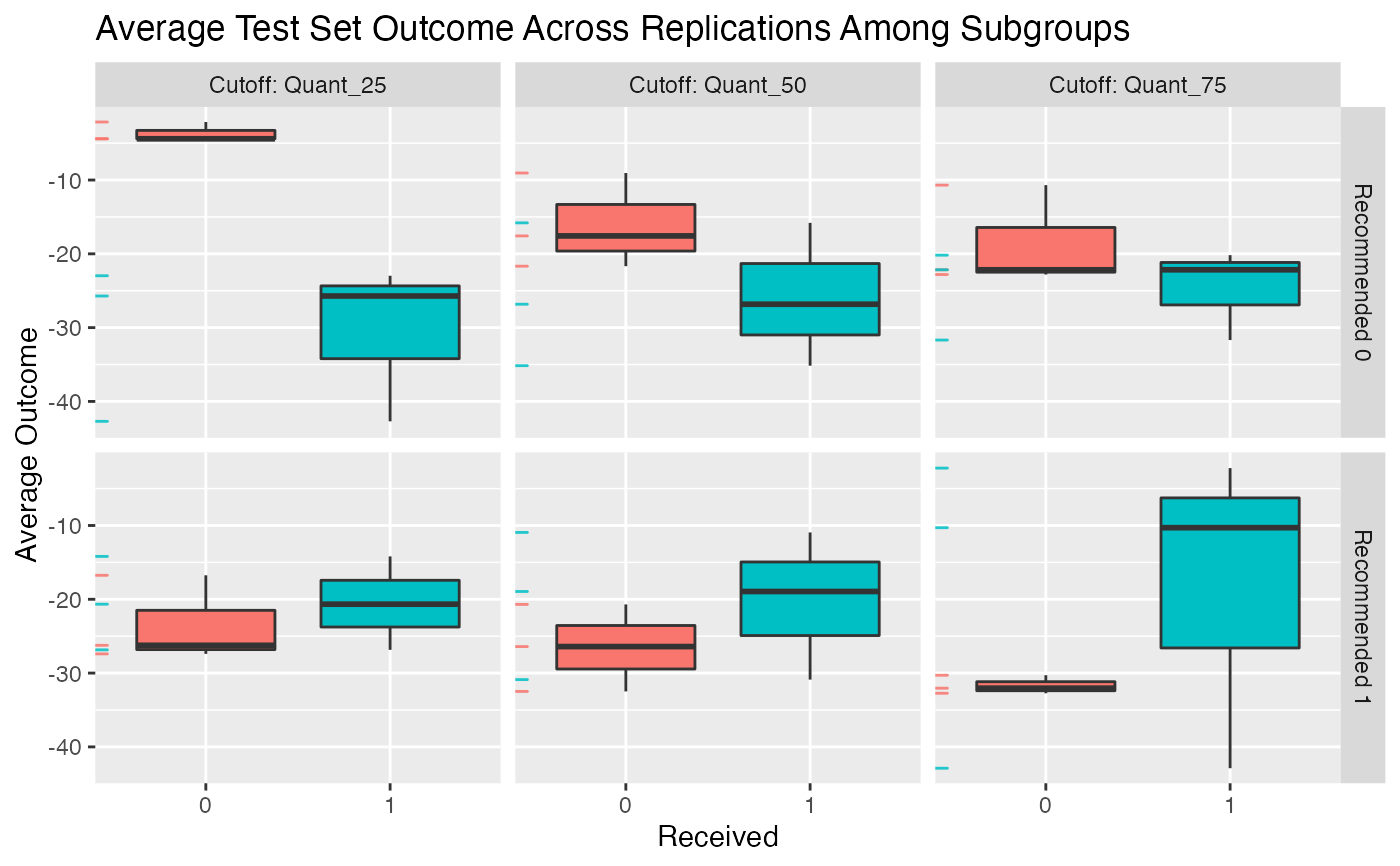 Average Test Set Outcome Across Replications Among Subgroups
Cutoff: Quant_25
Cutoff: Quant_50
Cutoff: Quant_75
Average Outcome
-10
-20
-30
-40
Recommended 0
-10
-20
-30
-40
Recommended 1
0
1
0
1
0
1
Received